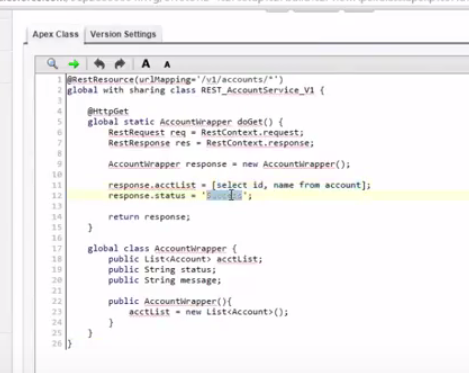 Apex Class Version Settings
A A
1 @RestResource(urlMapping='/v1/accounts/*')
2 global with sharing class REST_AccountService_V1 {
3
4 @HttpGet
5 global static AccountWrapper doGet() {
6 RestRequest req = RestContext.request;
7 RestResponse res = RestContext.response;
8
9 AccountWrapper response = new AccountWrapper();
10
11 response.acctList = [select id, name from account];
12 response.status = ' ';
13
14 return response;
15 }
16
17 global class AccountWrapper {
18 public List<Account> acctList;
19 public String status;
20 public String message;
21
22 public AccountWrapper(){
23 acctList = new List<Account>();
24 }
25 }
26 }